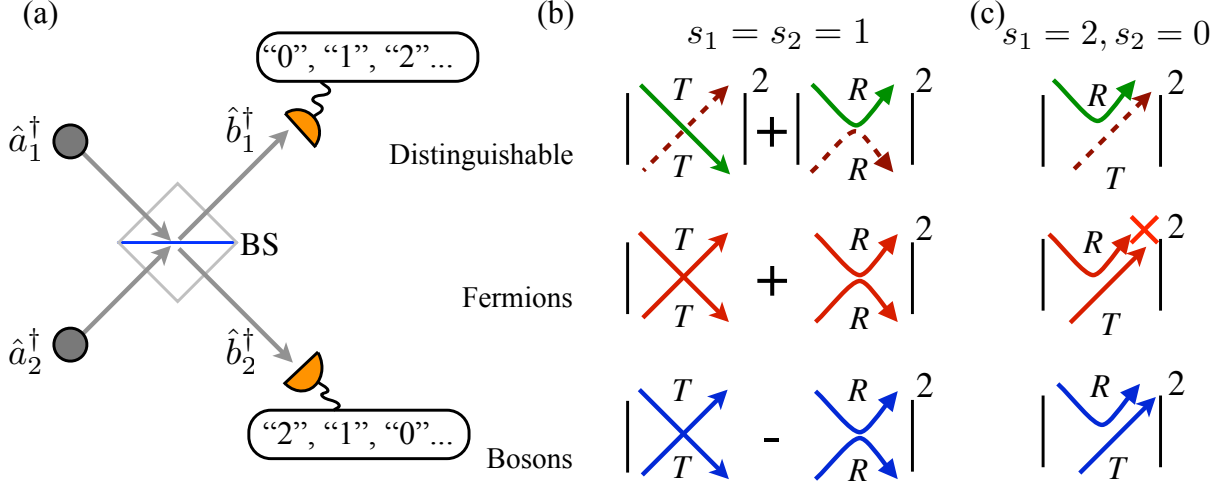 (a)
“0”, “1”, “2”...
â₁†
b̂₁†
BS
â₂†
b̂₂†
“2”, “1”, “0”...
Distinguishable
Fermions
Bosons
(b)
s₁ = s₂ = 1
| T T |² + | R R |²
| T T + R R |²
| T T - R R |²
(c)
s₁ = 2, s₂ = 0
| R T |²
| R T |²
| R T |²